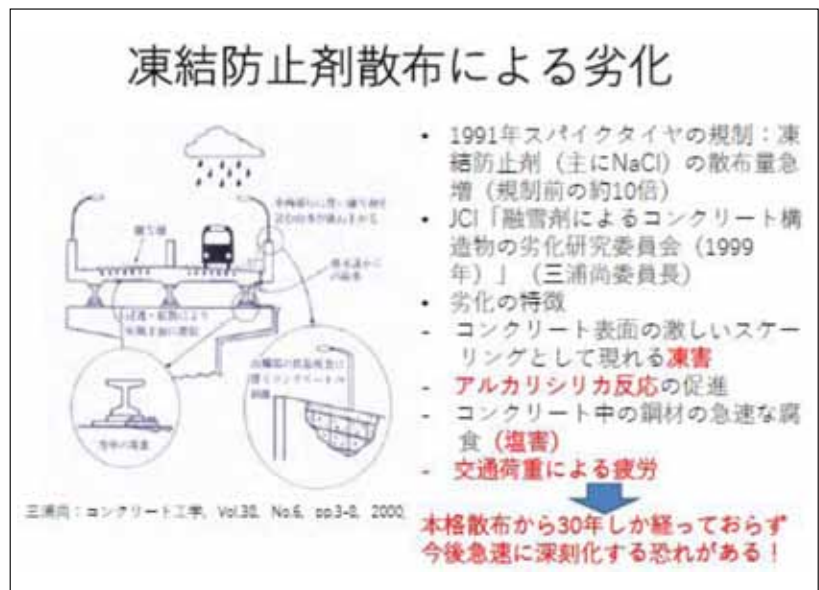 凍結防止剤散布による劣化
• 1991年スパイクタイヤの規制：凍
結防止剤（主にNaCl）の散布量急
増（規制前の約10倍）
• JCI「融雪剤によるコンクリート構
造物の劣化研究委員会（1999
年）」（三浦尚委員長）
• 劣化の特徴
- コンクリート表面の激しいスケー
リングとして現れる凍害
- アルカリシリカ反応の促進
- コンクリート中の鋼材の急速な腐
食（塩害）
- 交通荷重による疲労
三浦尚：コンクリート工学, Vol.38, No.6, pp.3-8, 2000.
本格散布から30年しか経っておらず
今後急速に深刻化する恐れがある！